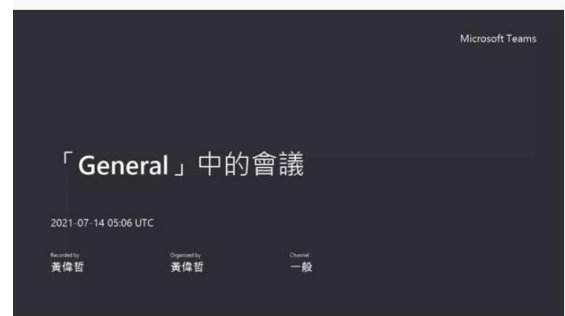 Microsoft Teams
「General」中的會議
2021-07-14 05:06 UTC
Recorded by
Organized by
Channel
黃偉哲
黃偉哲
一般